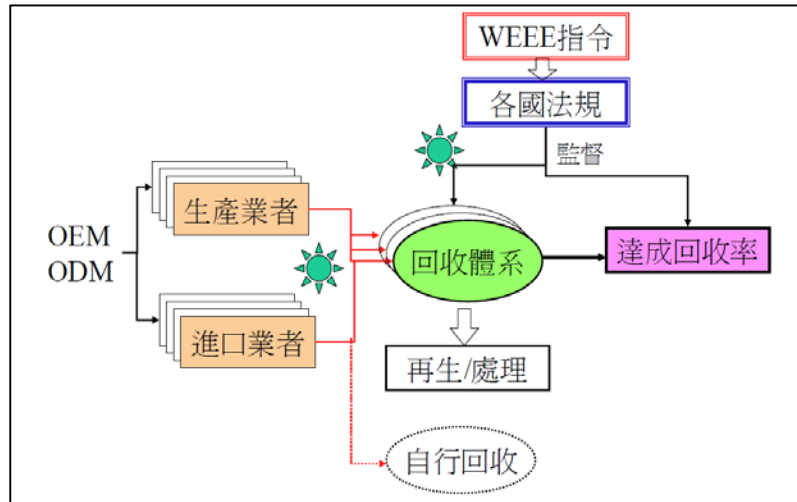 WEEE指令
各國法規
監督
生產業者
OEM
ODM
回收體系
達成回收率
進口業者
再生/處理
自行回收